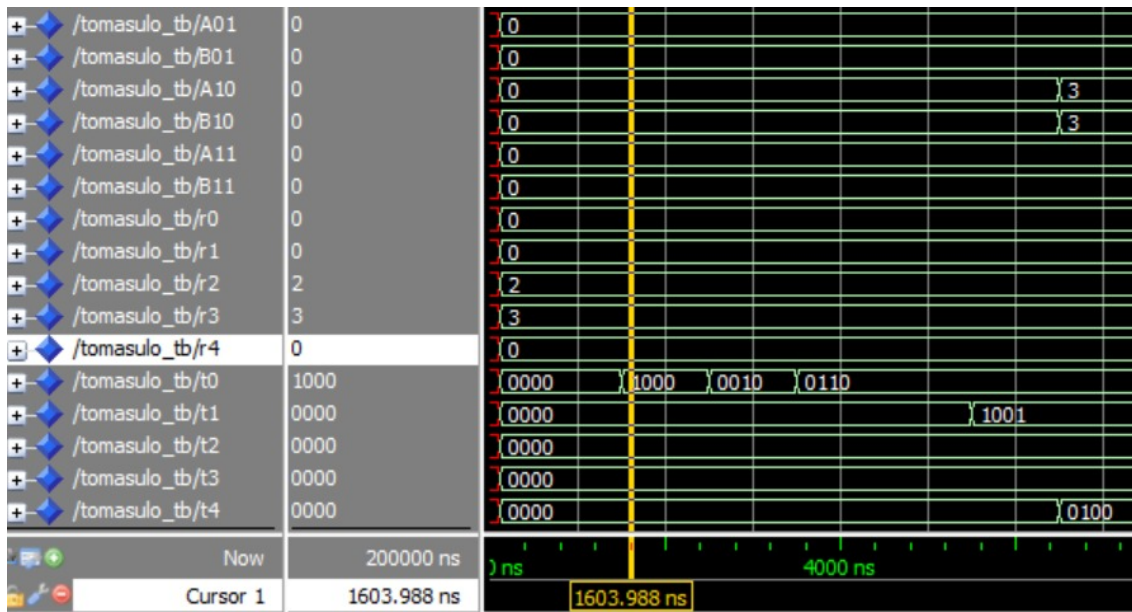 /tomasulo_tb/A01 0 0
/tomasulo_tb/B01 0 0
/tomasulo_tb/A10 0 0 3
/tomasulo_tb/B10 0 0 3
/tomasulo_tb/A11 0 0
/tomasulo_tb/B11 0 0
/tomasulo_tb/r0 0 0
/tomasulo_tb/r1 0 0
/tomasulo_tb/r2 2 2
/tomasulo_tb/r3 3 3
/tomasulo_tb/r4 0 0
/tomasulo_tb/t0 1000 0000 1000 0010 0110
/tomasulo_tb/t1 0000 0000 1001
/tomasulo_tb/t2 0000 0000
/tomasulo_tb/t3 0000 0000
/tomasulo_tb/t4 0000 0000 0100
Now 200000 ns ns 4000 ns
Cursor 1 1603.988 ns 1603.988 ns